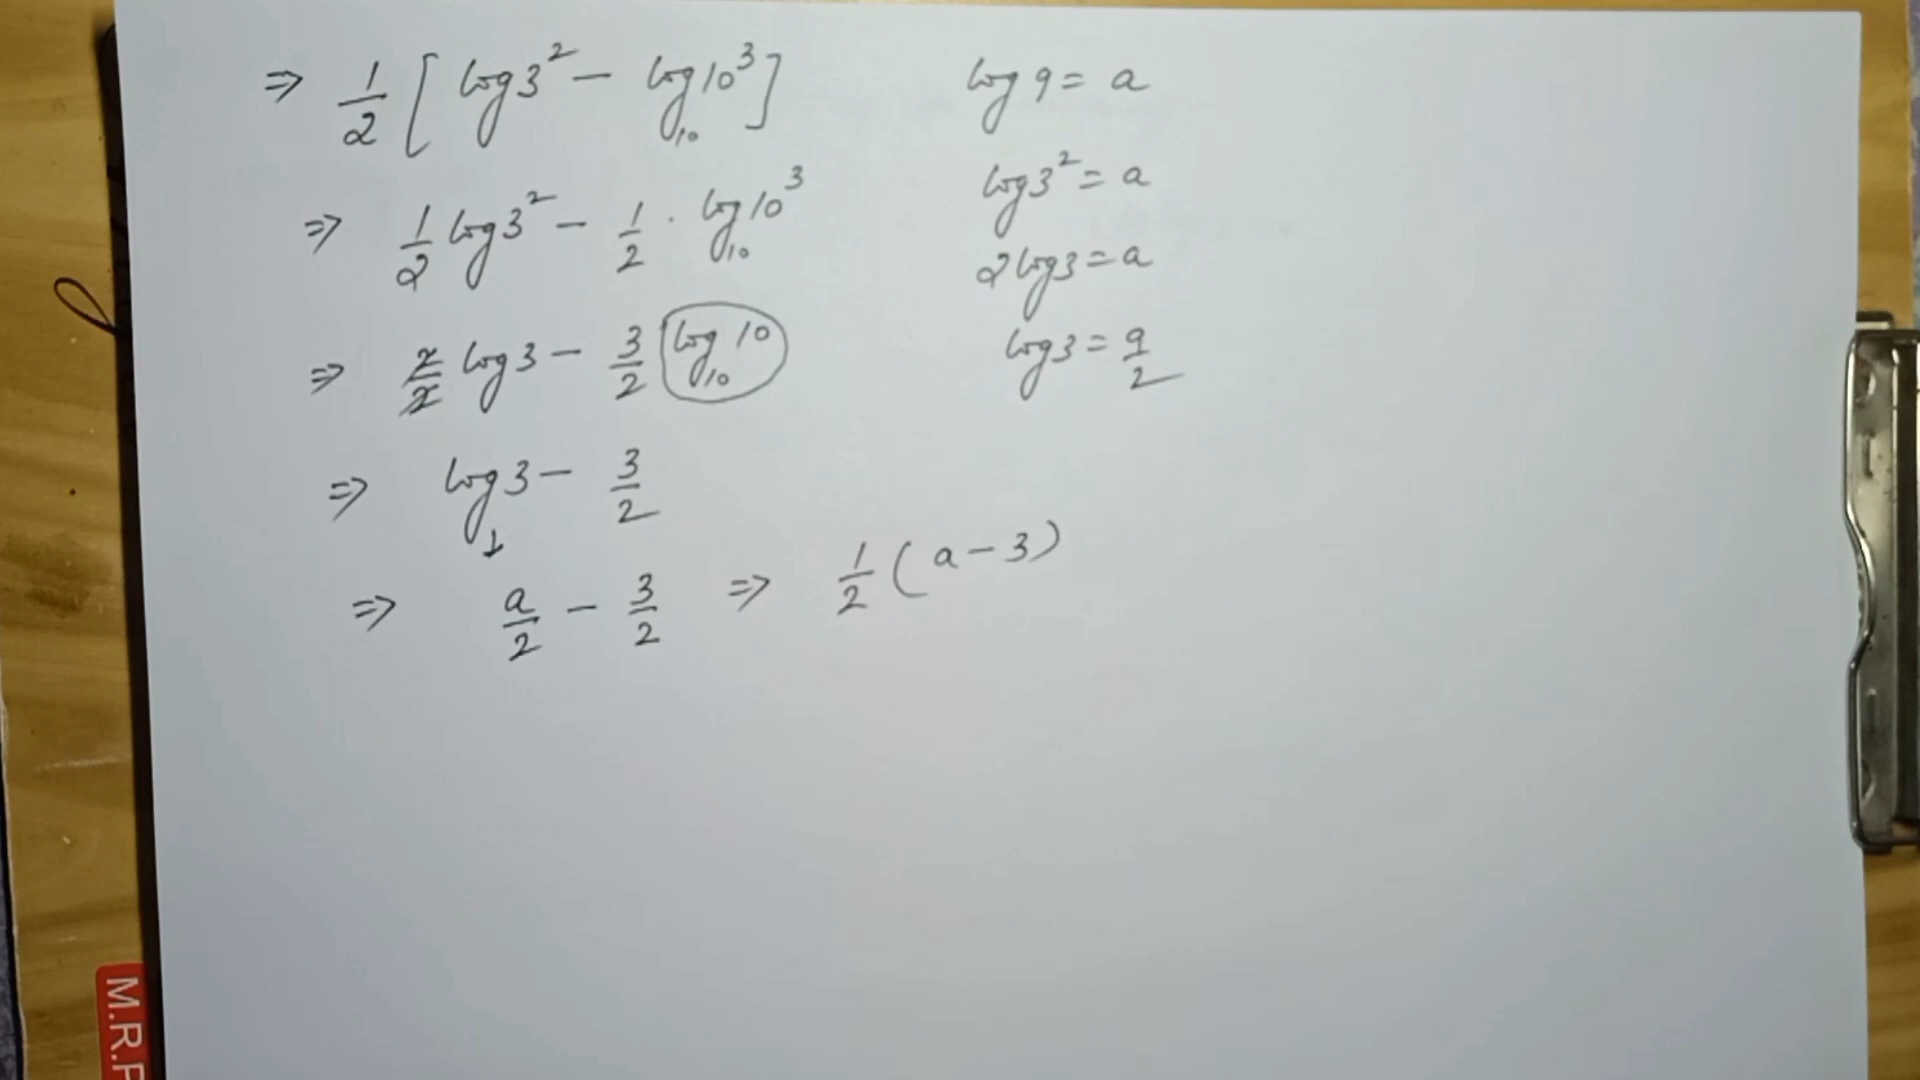 ⇒ 1/2 [ log 3² − log₁₀ 10³ ]
log 9 = a
⇒ 1/2 log 3² − 1/2 · log₁₀ 10³
log 3² = a
2 log 3 = a
⇒ 2/2 log 3 − 3/2 log₁₀ 10
log 3 = a/2
⇒ log 3 − 3/2
⇒ a/2 − 3/2 ⇒ 1/2 (a − 3)